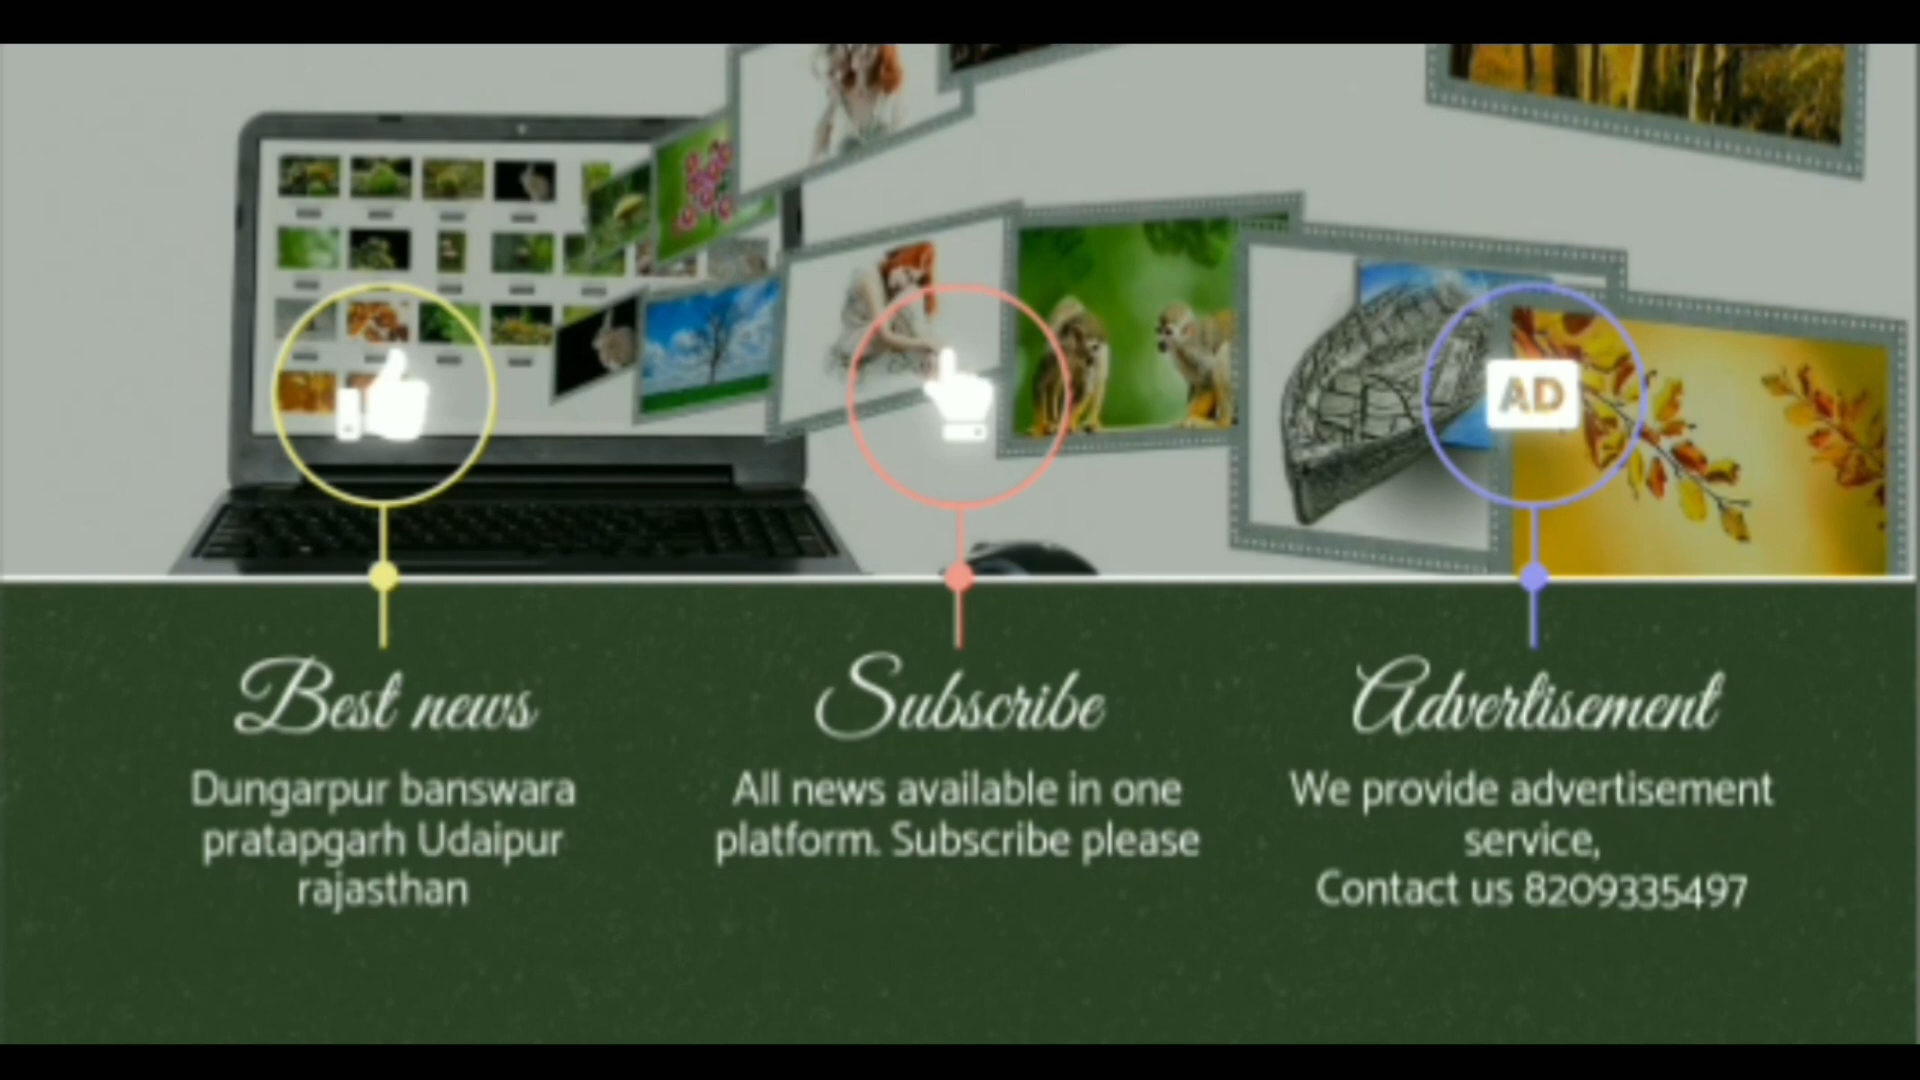 AD
Best news
Dungarpur banswara
pratapgarh Udaipur
rajasthan
Subscribe
All news available in one
platform. Subscribe please
Advertisement
We provide advertisement
service,
Contact us 8209335497